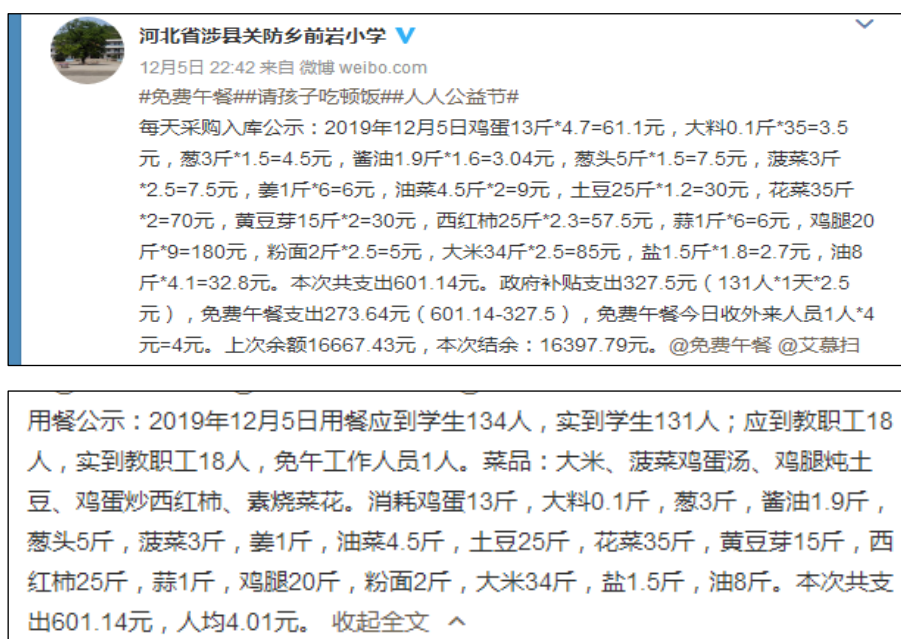 河北省涉县关防乡前岩小学
12月5日 22:42 来自 微博 weibo.com
#免费午餐##请孩子吃顿饭##人人公益节#
每天采购入库公示：2019年12月5日鸡蛋13斤*4.7=61.1元，大料0.1斤*35=3.5
元，葱3斤*1.5=4.5元，酱油1.9斤*1.6=3.04元，葱头5斤*1.5=7.5元，菠菜3斤
*2.5=7.5元，姜1斤*6=6元，油菜4.5斤*2=9元，土豆25斤*1.2=30元，花菜35斤
*2=70元，黄豆芽15斤*2=30元，西红柿25斤*2.3=57.5元，蒜1斤*6=6元，鸡腿20
斤*9=180元，粉面2斤*2.5=5元，大米34斤*2.5=85元，盐1.5斤*1.8=2.7元，油8
斤*4.1=32.8元。本次共支出601.14元。政府补贴支出327.5元（131人*1天*2.5
元），免费午餐支出273.64元（601.14-327.5），免费午餐今日收外来人员1人*4
元=4元。上次余额16667.43元，本次结余：16397.79元。@免费午餐 @艾慕扫
用餐公示：2019年12月5日用餐应到学生134人，实到学生131人；应到教职工18
人，实到教职工18人，免午工作人员1人。菜品：大米、菠菜鸡蛋汤、鸡腿炖土
豆、鸡蛋炒西红柿、素烧菜花。消耗鸡蛋13斤，大料0.1斤，葱3斤，酱油1.9斤，
葱头5斤，菠菜3斤，姜1斤，油菜4.5斤，土豆25斤，花菜35斤，黄豆芽15斤，西
红柿25斤，蒜1斤，鸡腿20斤，粉面2斤，大米34斤，盐1.5斤，油8斤。本次共支
出601.14元，人均4.01元。 收起全文